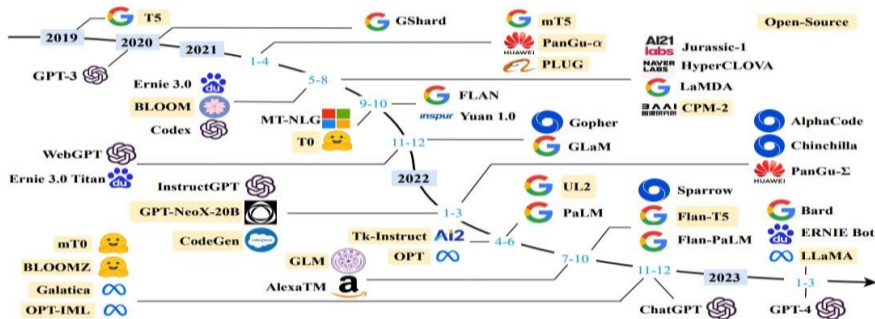 T5
GShard
mT5
Open-Source
2019
2020
2021
1-4
HUAWEI
PanGu-α
AI21 labs
Jurassic-1
GPT-3
PLUG
NAVER LABS
HyperCLOVA
Ernie 3.0
du
5-8
LaMDA
BLOOM
9-10
FLAN
BAAI
CPM-2
Codex
MT-NLG
inspur
Yuan 1.0
Gopher
AlphaCode
T0
11-12
GLaM
Chinchilla
WebGPT
HUAWEI
PanGu-Σ
Ernie 3.0 Titan
du
2022
InstructGPT
UL2
Sparrow
GPT-NeoX-20B
1-3
PaLM
Flan-T5
Bard
mT0
CodeGen
salesforce
Tk-Instruct
Ai2
4-6
Flan-PaLM
du
ERNIE Bot
BLOOMZ
GLM
OPT
7-10
LLaMA
Galatica
AlexaTM
a
11-12
2023
1-3
OPT-IML
ChatGPT
GPT-4